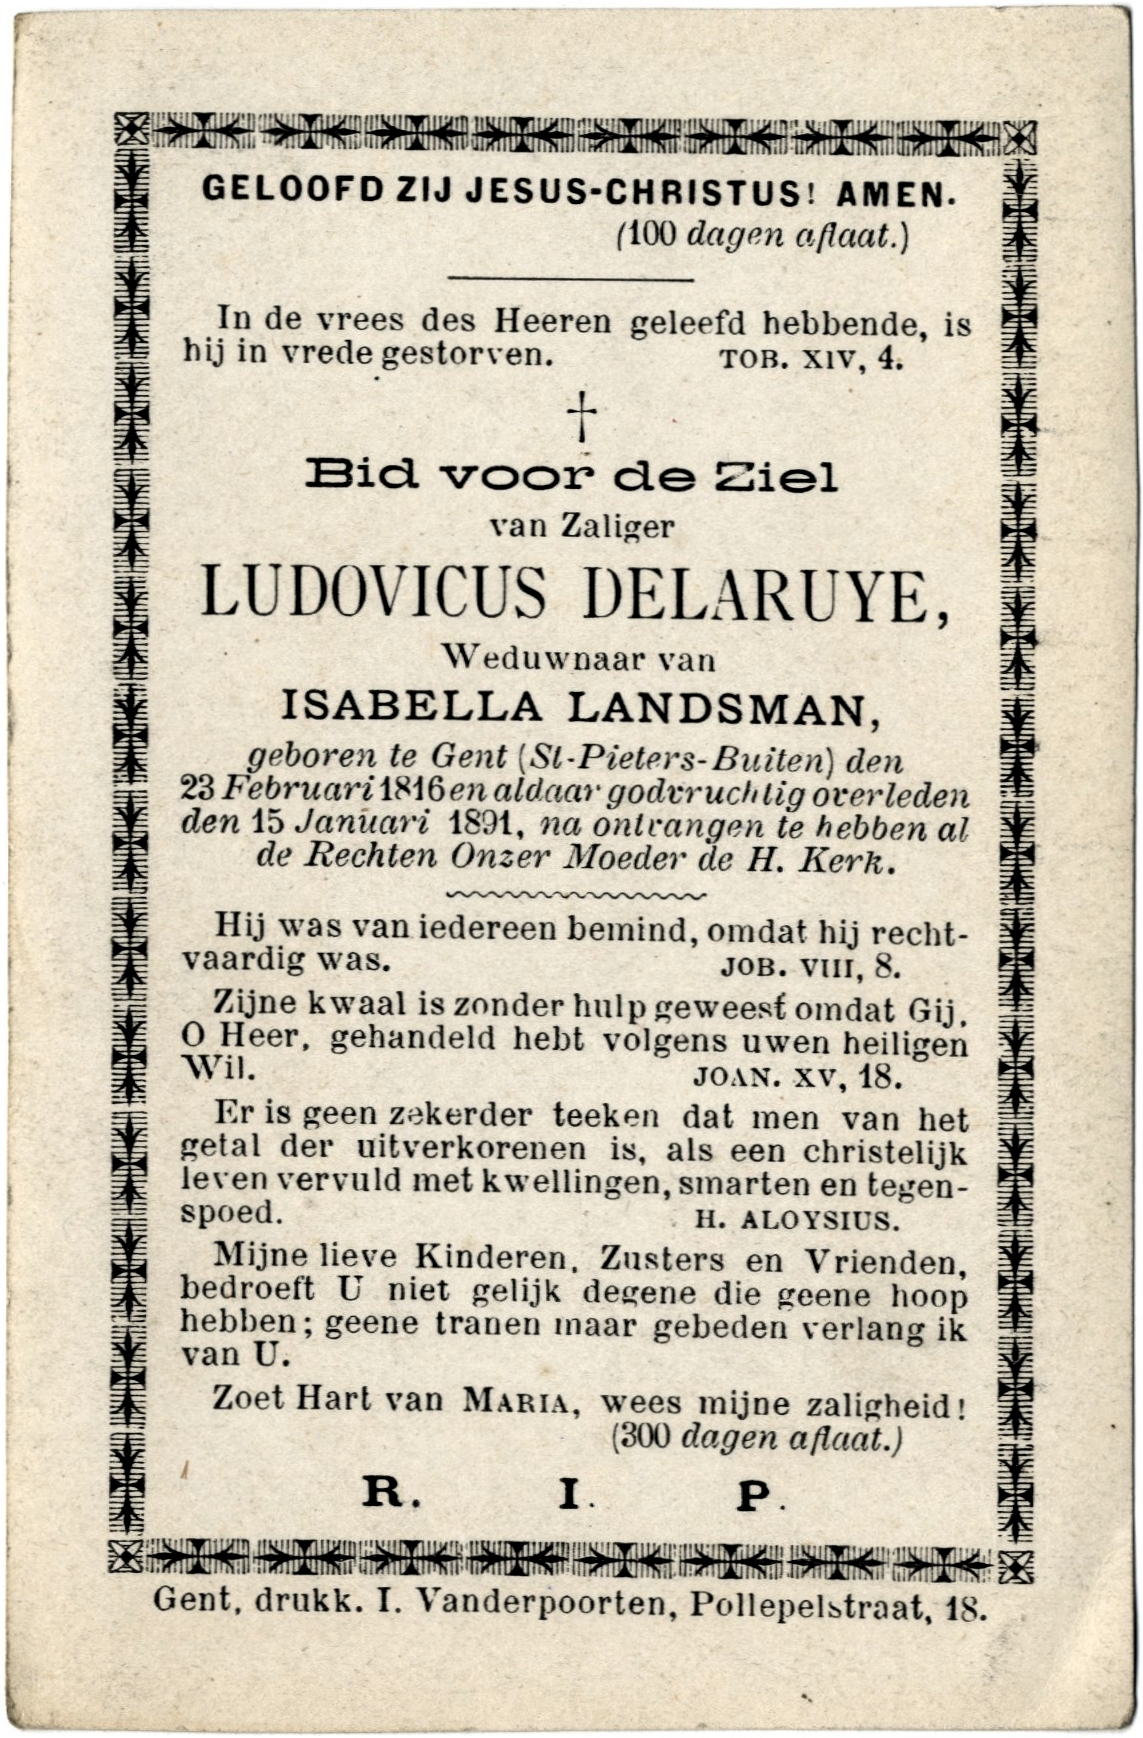 GELOOFD ZIJ JESUS-CHRISTUS! AMEN.
(100 dagen aflaat.)
In de vrees des Heeren geleefd hebbende, is
hij in vrede gestorven. TOB. XIV, 4.
†
Bid voor de Ziel
van Zaliger
LUDOVICUS DELARUYE,
Weduwnaar van
ISABELLA LANDSMAN,
geboren te Gent (St-Pieters-Buiten) den
23 Februari 1816 en aldaar godvruchtig overleden
den 15 Januari 1891, na ontvangen te hebben al
de Rechten Onzer Moeder de H. Kerk.
Hij was van iedereen bemind, omdat hij recht-
vaardig was. JOB. VIII, 8.
Zijne kwaal is zonder hulp geweest omdat Gij,
O Heer, gehandeld hebt volgens uwen heiligen
Wil. JOAN. XV, 18.
Er is geen zekerder teeken dat men van het
getal der uitverkorenen is, als een christelijk
leven vervuld met kwellingen, smarten en tegen-
spoed. H. ALOYSIUS.
Mijne lieve Kinderen, Zusters en Vrienden,
bedroeft U niet gelijk degene die geene hoop
hebben; geene tranen maar gebeden verlang ik
van U.
Zoet Hart van MARIA, wees mijne zaligheid!
(300 dagen aflaat.)
R. I. P.
Gent, drukk. I. Vanderpoorten, Pollepelstraat, 18.